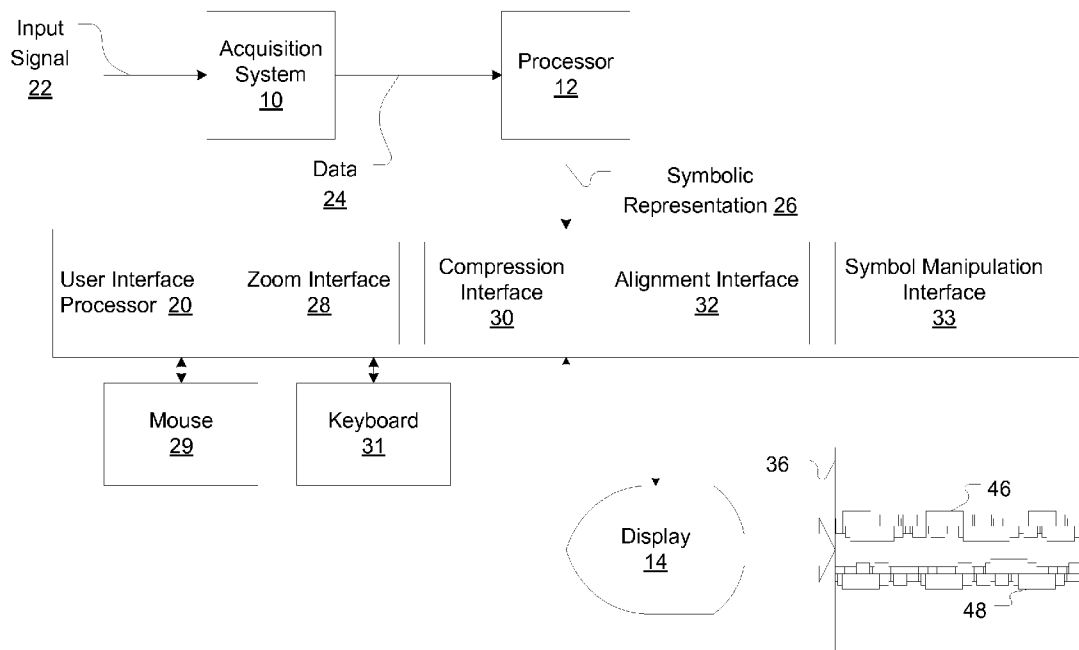 Input
Signal
22
Acquisition
System
10
Processor
12
Data
24
Symbolic
Representation 26
User Interface
Processor 20
Zoom Interface
28
Compression
Interface
30
Alignment Interface
32
Symbol Manipulation
Interface
33
Mouse
29
Keyboard
31
36
46
Display
14
48